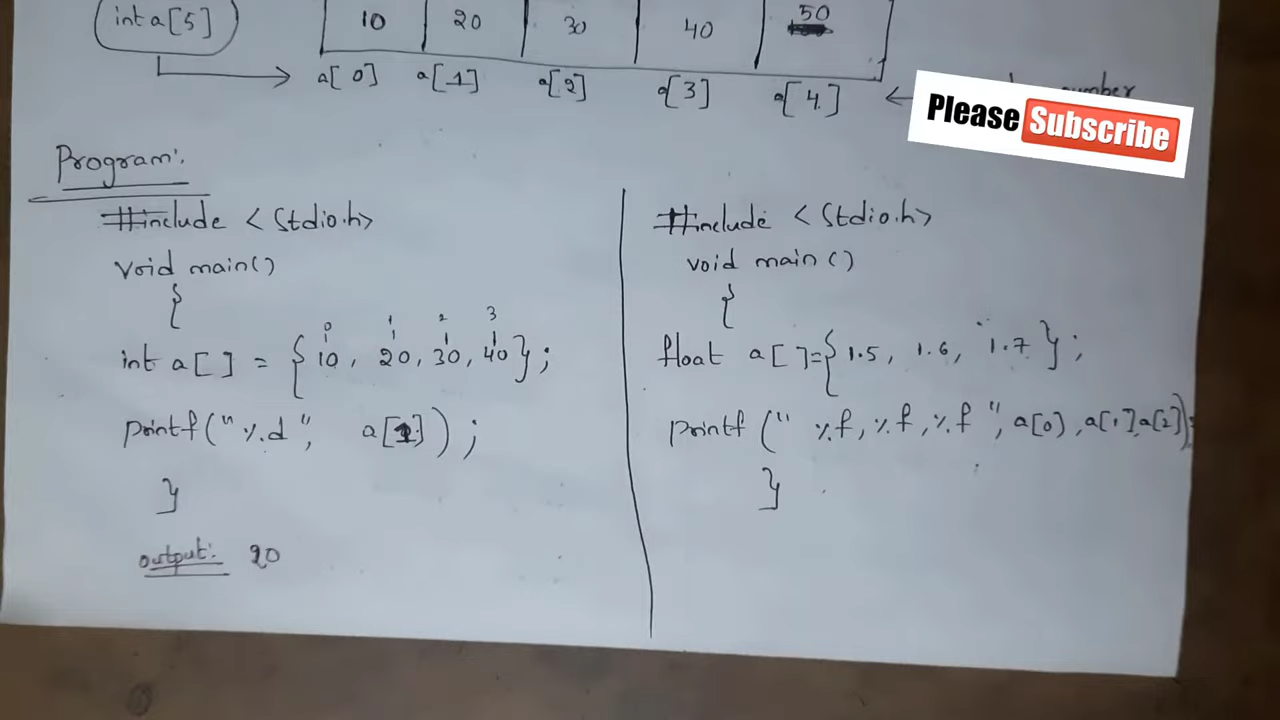 int a[5]
10 20 30 40 50
a[0] a[1] a[2] a[3] a[4]
number
Please Subscribe
Program:
#include <Stdio.h>
void main()
{
0 1 2 3
int a[] = {10, 20, 30, 40};
printf("%d", a[1]);
}
output: 20
#include <Stdio.h>
void main()
{
float a[]={1.5, 1.6, 1.7};
printf(" %f, %f, %f ", a[0], a[1], a[2]);
}